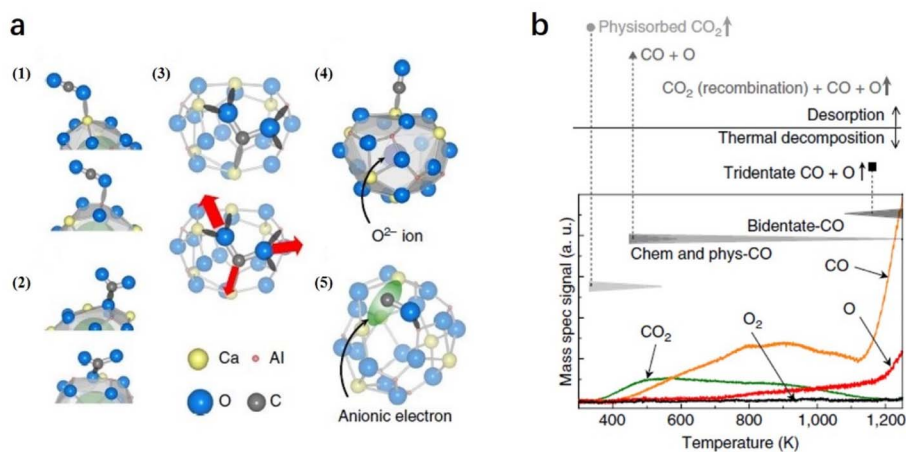 a
(1)
(3)
(4)
O²⁻ ion
(2)
(5)
Ca Al
O C
Anionic electron
b
Physisorbed CO₂↑
CO + O
CO₂ (recombination) + CO + O↑
Desorption
Thermal decomposition
Tridentate CO + O↑
Bidentate-CO
Chem and phys-CO
CO
O₂
O
CO₂
Mass spec signal (a. u.)
400 600 800 1,000 1,200
Temperature (K)